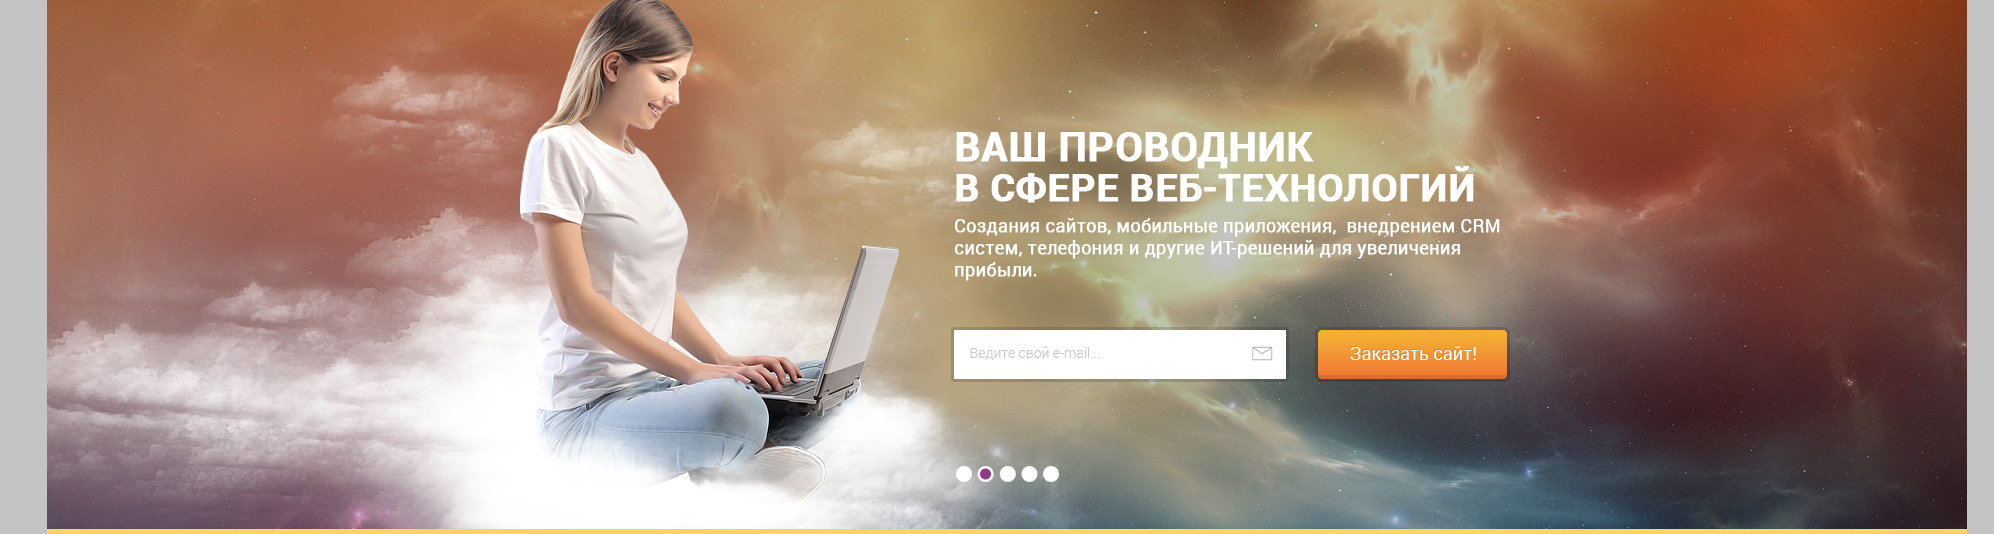 ВАШ ПРОВОДНИК
В СФЕРЕ ВЕБ-ТЕХНОЛОГИЙ
Создания сайтов, мобильные приложения,  внедрением CRM
систем, телефония и другие ИТ-решений для увеличения
прибыли.
Ведите свой e-mail...
Заказать сайт!